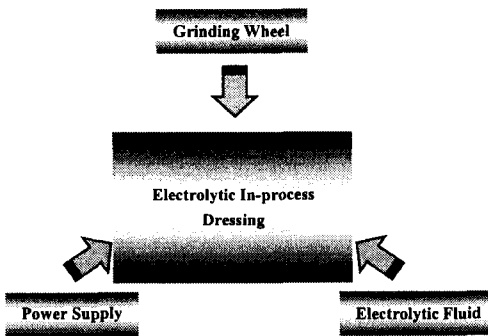 Grinding Wheel
Electrolytic In-process
Dressing
Power Supply
Electrolytic Fluid